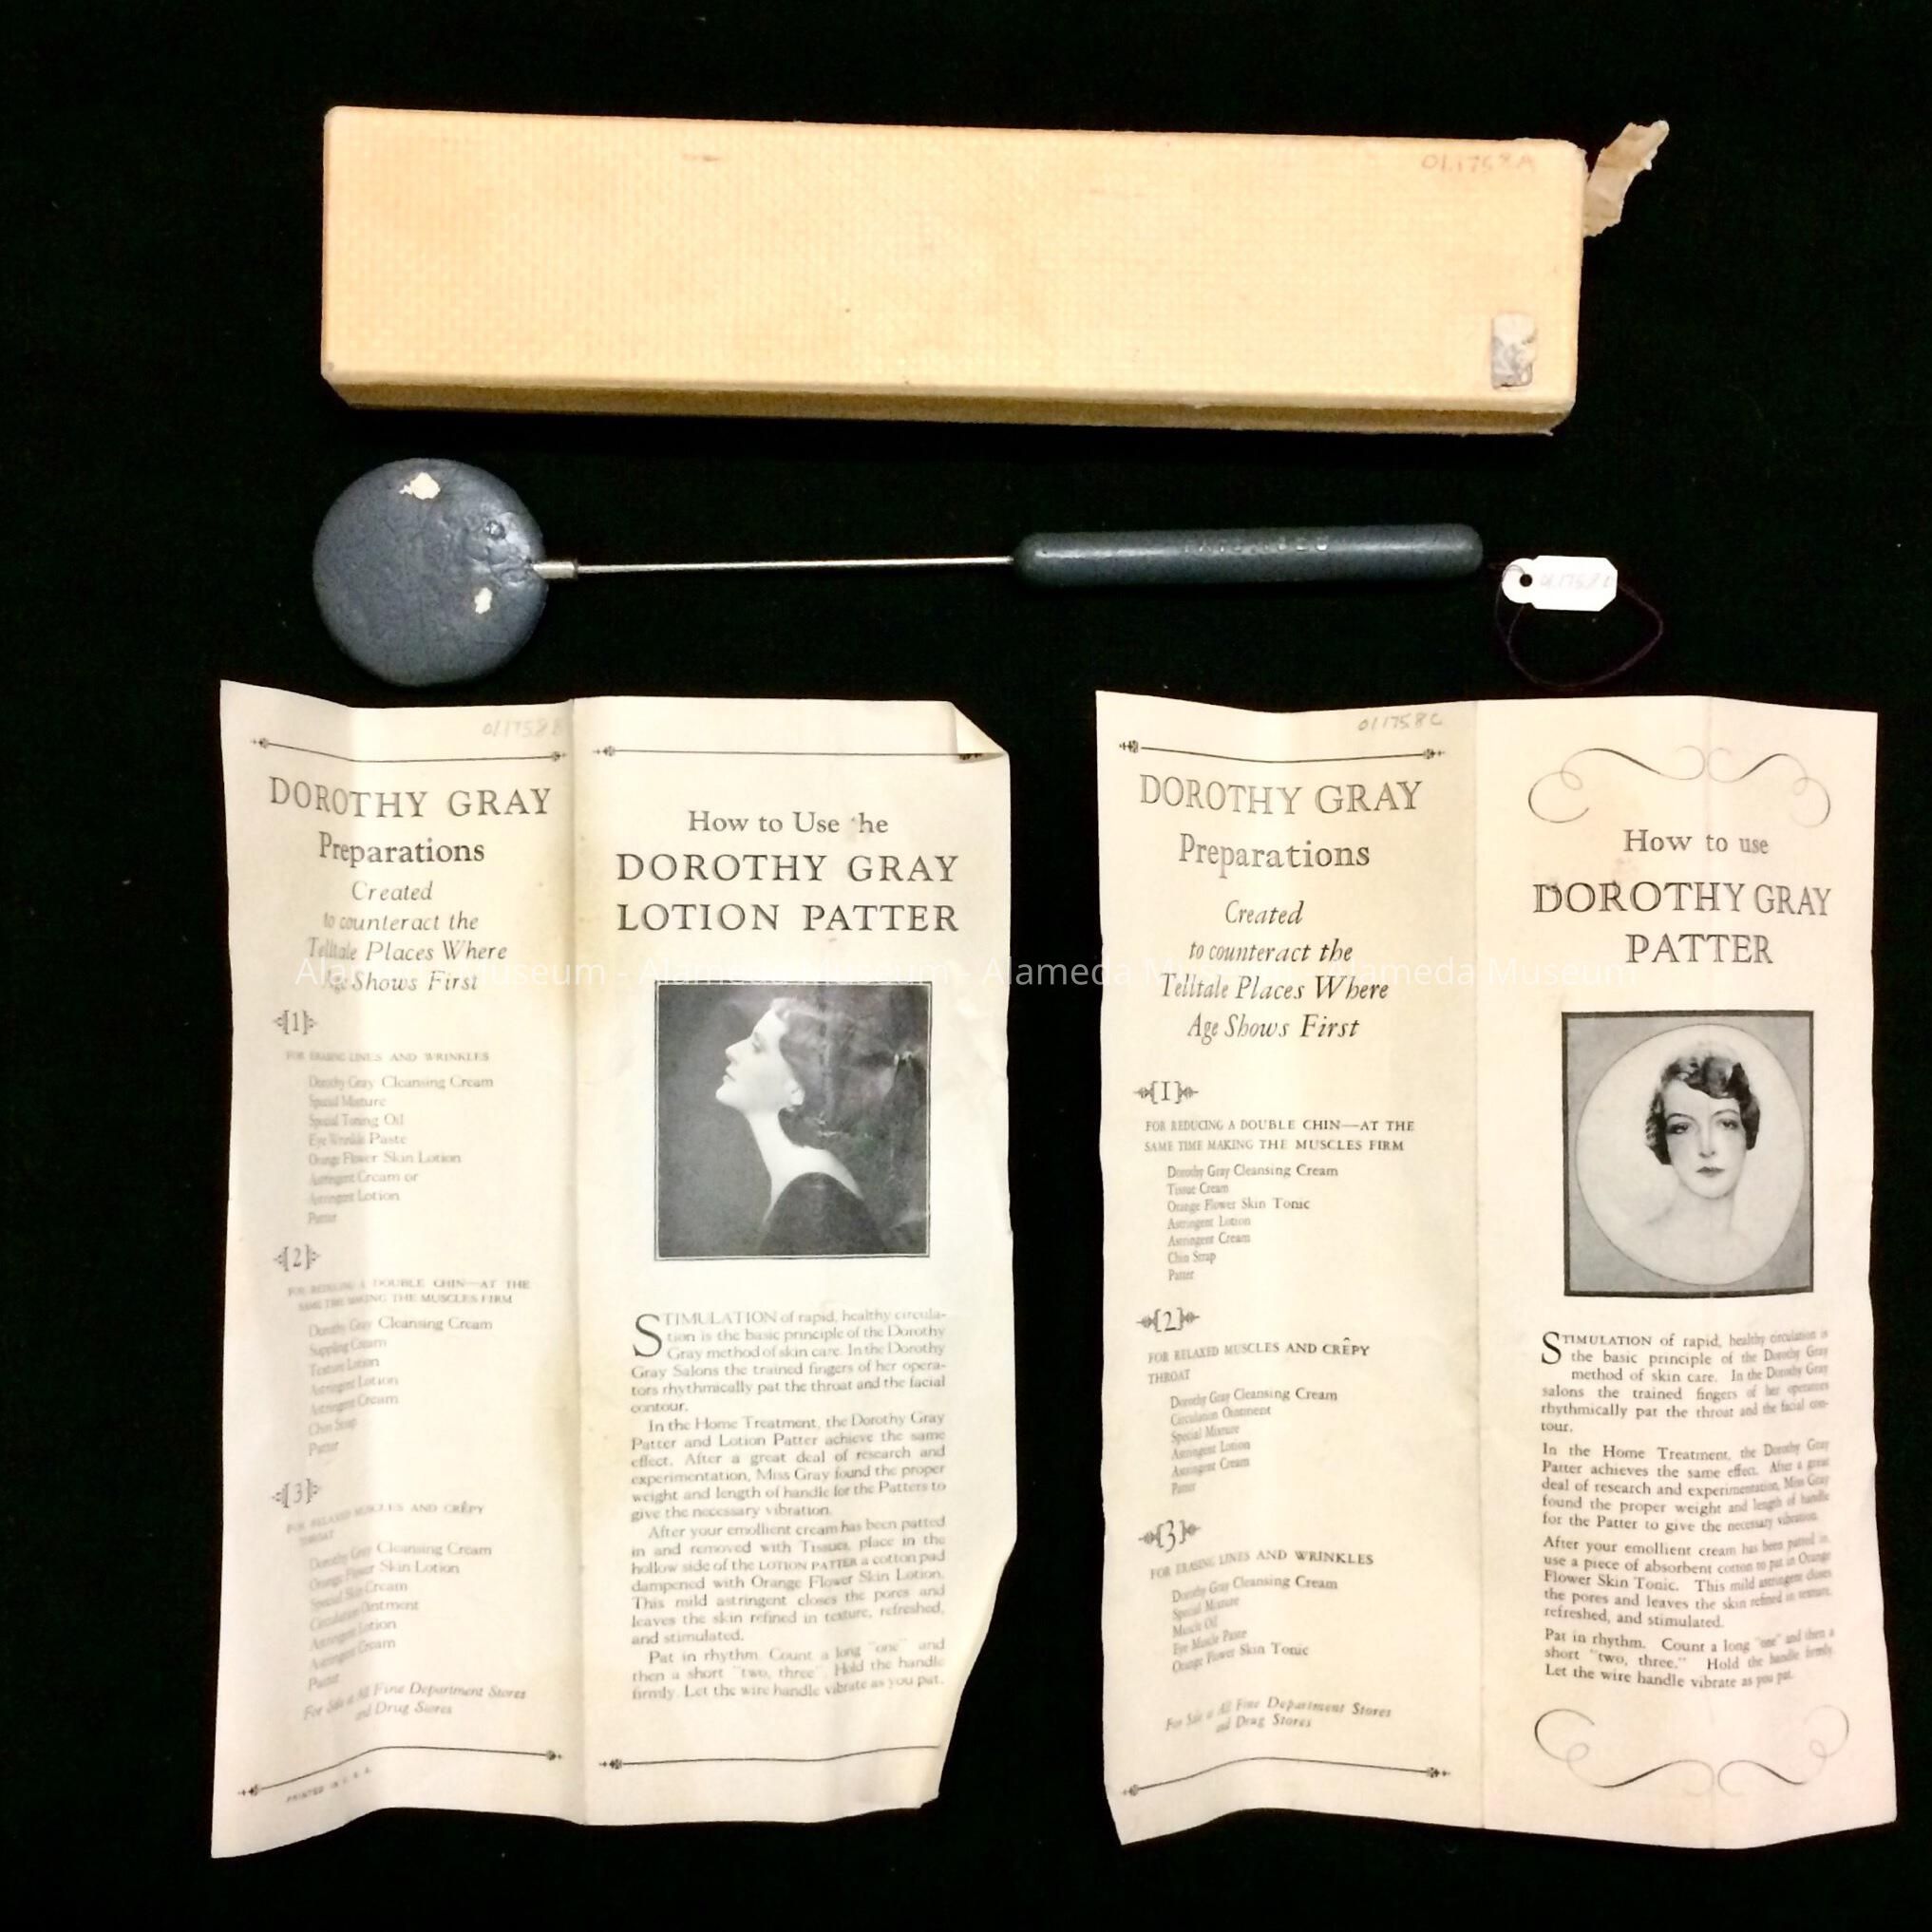 011758A
011758D
011758B
DOROTHY GRAY
Preparations
Created
to counteract the
Telltale Places Where
Age Shows First
{1}
FOR ERASING LINES AND WRINKLES
Dorothy Gray Cleansing Cream
Special Mixture
Special Toning Oil
Eye Wrinkle Paste
Orange Flower Skin Lotion
Astringent Cream or
Astringent Lotion
Patter
{2}
FOR REDUCING A DOUBLE CHIN—AT THE
SAME TIME MAKING THE MUSCLES FIRM
Dorothy Gray Cleansing Cream
Suppling Cream
Texture Lotion
Astringent Lotion
Astringent Cream
Chin Strap
Patter
{3}
FOR RELAXED MUSCLES AND CRÊPY
THROAT
Dorothy Gray Cleansing Cream
Orange Flower Skin Lotion
Special Skin Cream
Circulation Ointment
Astringent Lotion
Astringent Cream
Patter
For Sale at All Fine Department Stores
and Drug Stores
PRINTED IN U.S.A.
How to Use he
DOROTHY GRAY
LOTION PATTER
STIMULATION of rapid, healthy circula-
tion is the basic principle of the Dorothy
Gray method of skin care. In the Dorothy
Gray Salons the trained fingers of her opera-
tors rhythmically pat the throat and the facial
contour.
In the Home Treatment, the Dorothy Gray
Patter and Lotion Patter achieve the same
effect. After a great deal of research and
experimentation, Miss Gray found the proper
weight and length of handle for the Patters to
give the necessary vibration.
After your emollient cream has been patted
in and removed with Tissues, place in the
hollow side of the LOTION PATTER a cotton pad
dampened with Orange Flower Skin Lotion.
This mild astringent closes the pores and
leaves the skin refined in texture, refreshed,
and stimulated.
Pat in rhythm. Count a long "one" and
then a short "two, three". Hold the handle
firmly. Let the wire handle vibrate as you pat.
011758C
DOROTHY GRAY
Preparations
Created
to counteract the
Telltale Places Where
Age Shows First
{1}
FOR REDUCING A DOUBLE CHIN—AT THE
SAME TIME MAKING THE MUSCLES FIRM
Dorothy Gray Cleansing Cream
Tissue Cream
Orange Flower Skin Tonic
Astringent Lotion
Astringent Cream
Chin Strap
Patter
{2}
FOR RELAXED MUSCLES AND CRÊPY
THROAT
Dorothy Gray Cleansing Cream
Circulation Ointment
Special Mixture
Astringent Lotion
Astringent Cream
Patter
{3}
FOR ERASING LINES AND WRINKLES
Dorothy Gray Cleansing Cream
Special Mixture
Muscle Oil
Eye Muscle Paste
Orange Flower Skin Tonic
For Sale at All Fine Department Stores
and Drug Stores
How to use
DOROTHY GRAY
PATTER
STIMULATION of rapid, healthy circulation is
the basic principle of the Dorothy Gray
method of skin care. In the Dorothy Gray
salons the trained fingers of her operators
rhythmically pat the throat and the facial con-
tour.
In the Home Treatment, the Dorothy Gray
Patter achieves the same effect. After a great
deal of research and experimentation, Miss Gray
found the proper weight and length of handle
for the Patter to give the necessary vibration.
After your emollient cream has been patted in,
use a piece of absorbent cotton to pat in Orange
Flower Skin Tonic. This mild astringent closes
the pores and leaves the skin refined in texture,
refreshed, and stimulated.
Pat in rhythm. Count a long "one" and then a
short "two, three." Hold the handle firmly.
Let the wire handle vibrate as you pat.
Alameda Museum - Alameda Museum - Alameda Museum - Alameda Museum